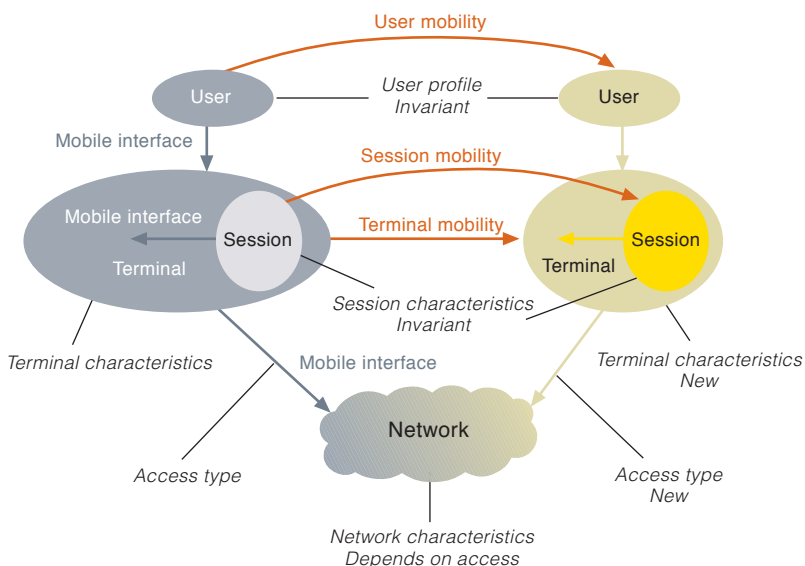 User mobility
User
User profile
Invariant
User
Mobile interface
Session mobility
Mobile interface
Session
Terminal mobility
Session
Terminal
Terminal
Session characteristics
Invariant
Terminal characteristics
Mobile interface
Terminal characteristics
New
Network
Access type
Access type
New
Network characteristics
Depends on access